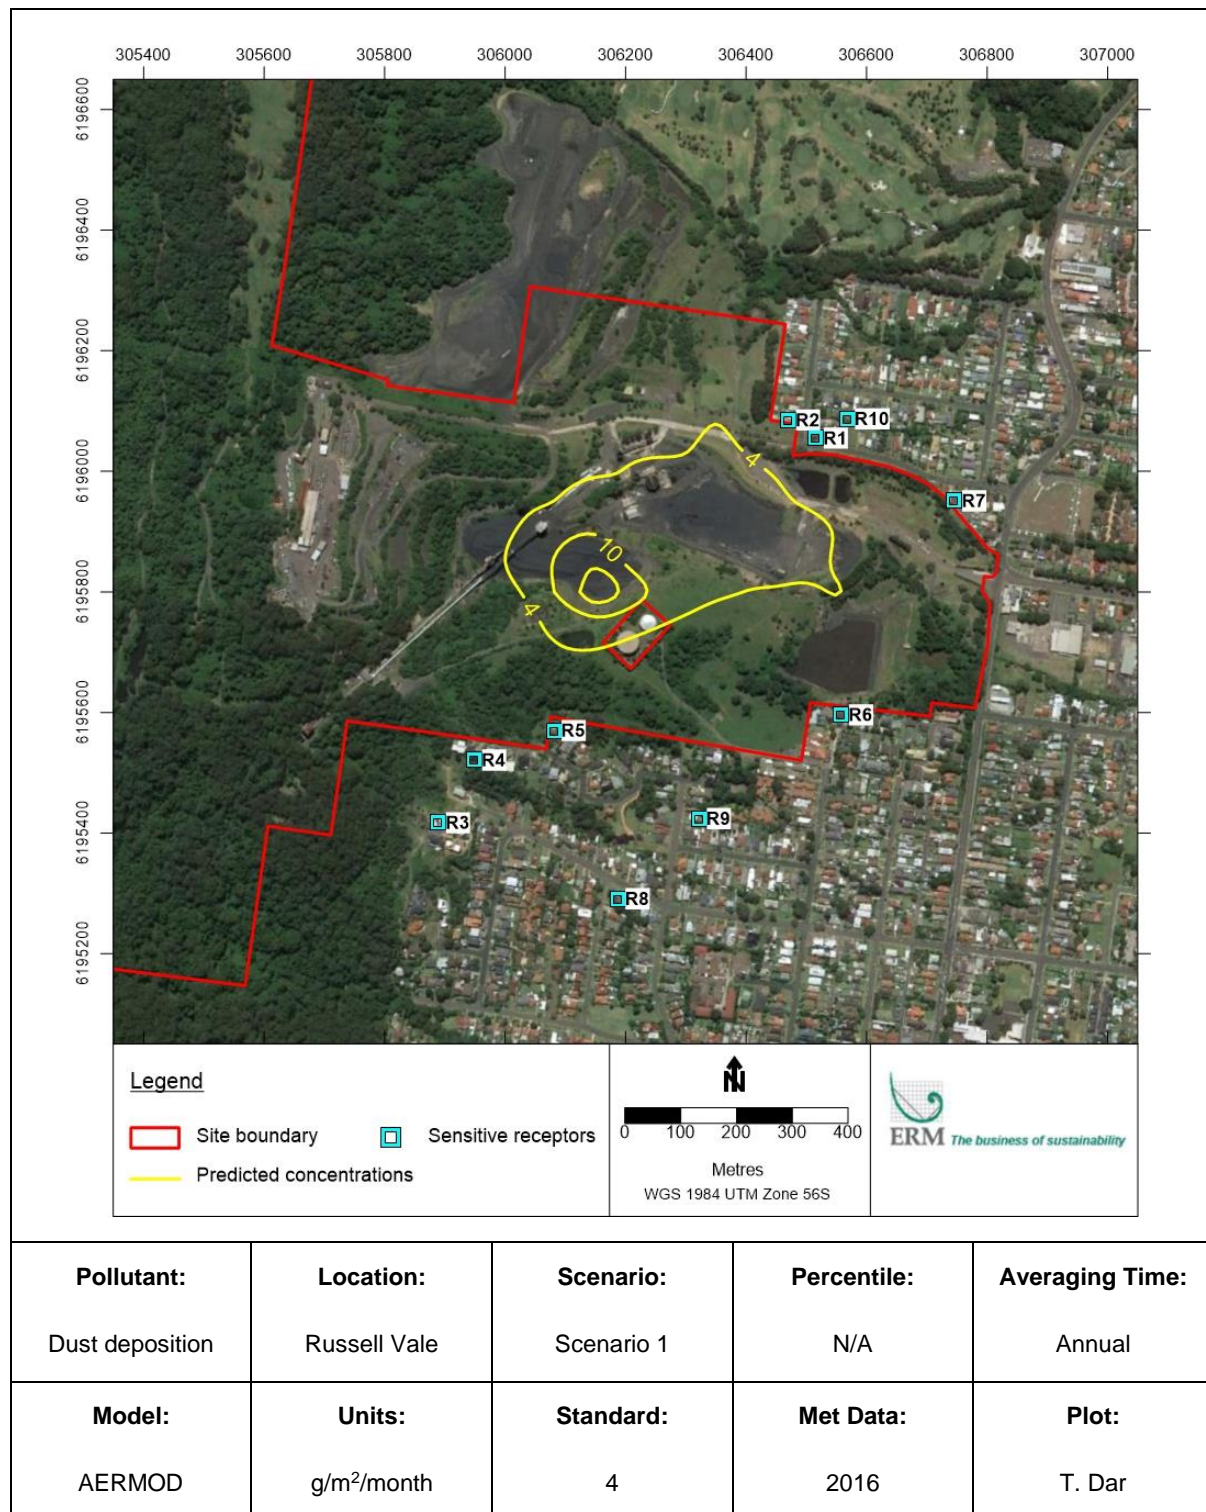 305400 305600 305800 306000 306200 306400 306600 306800 307000
6196600
6196400
6196200
6196000
6195800
6195600
6195400
6195200
R2
R10
R1
4
R7
10
4
R6
R5
R4
R9
R3
R8
Legend
Site boundary
Sensitive receptors
Predicted concentrations
N
0 100 200 300 400
Metres
WGS 1984 UTM Zone 56S
ERM The business of sustainability
Pollutant: Location: Scenario: Percentile: Averaging Time:
Dust deposition Russell Vale Scenario 1 N/A Annual
Model: Units: Standard: Met Data: Plot:
AERMOD g/m²/month 4 2016 T. Dar